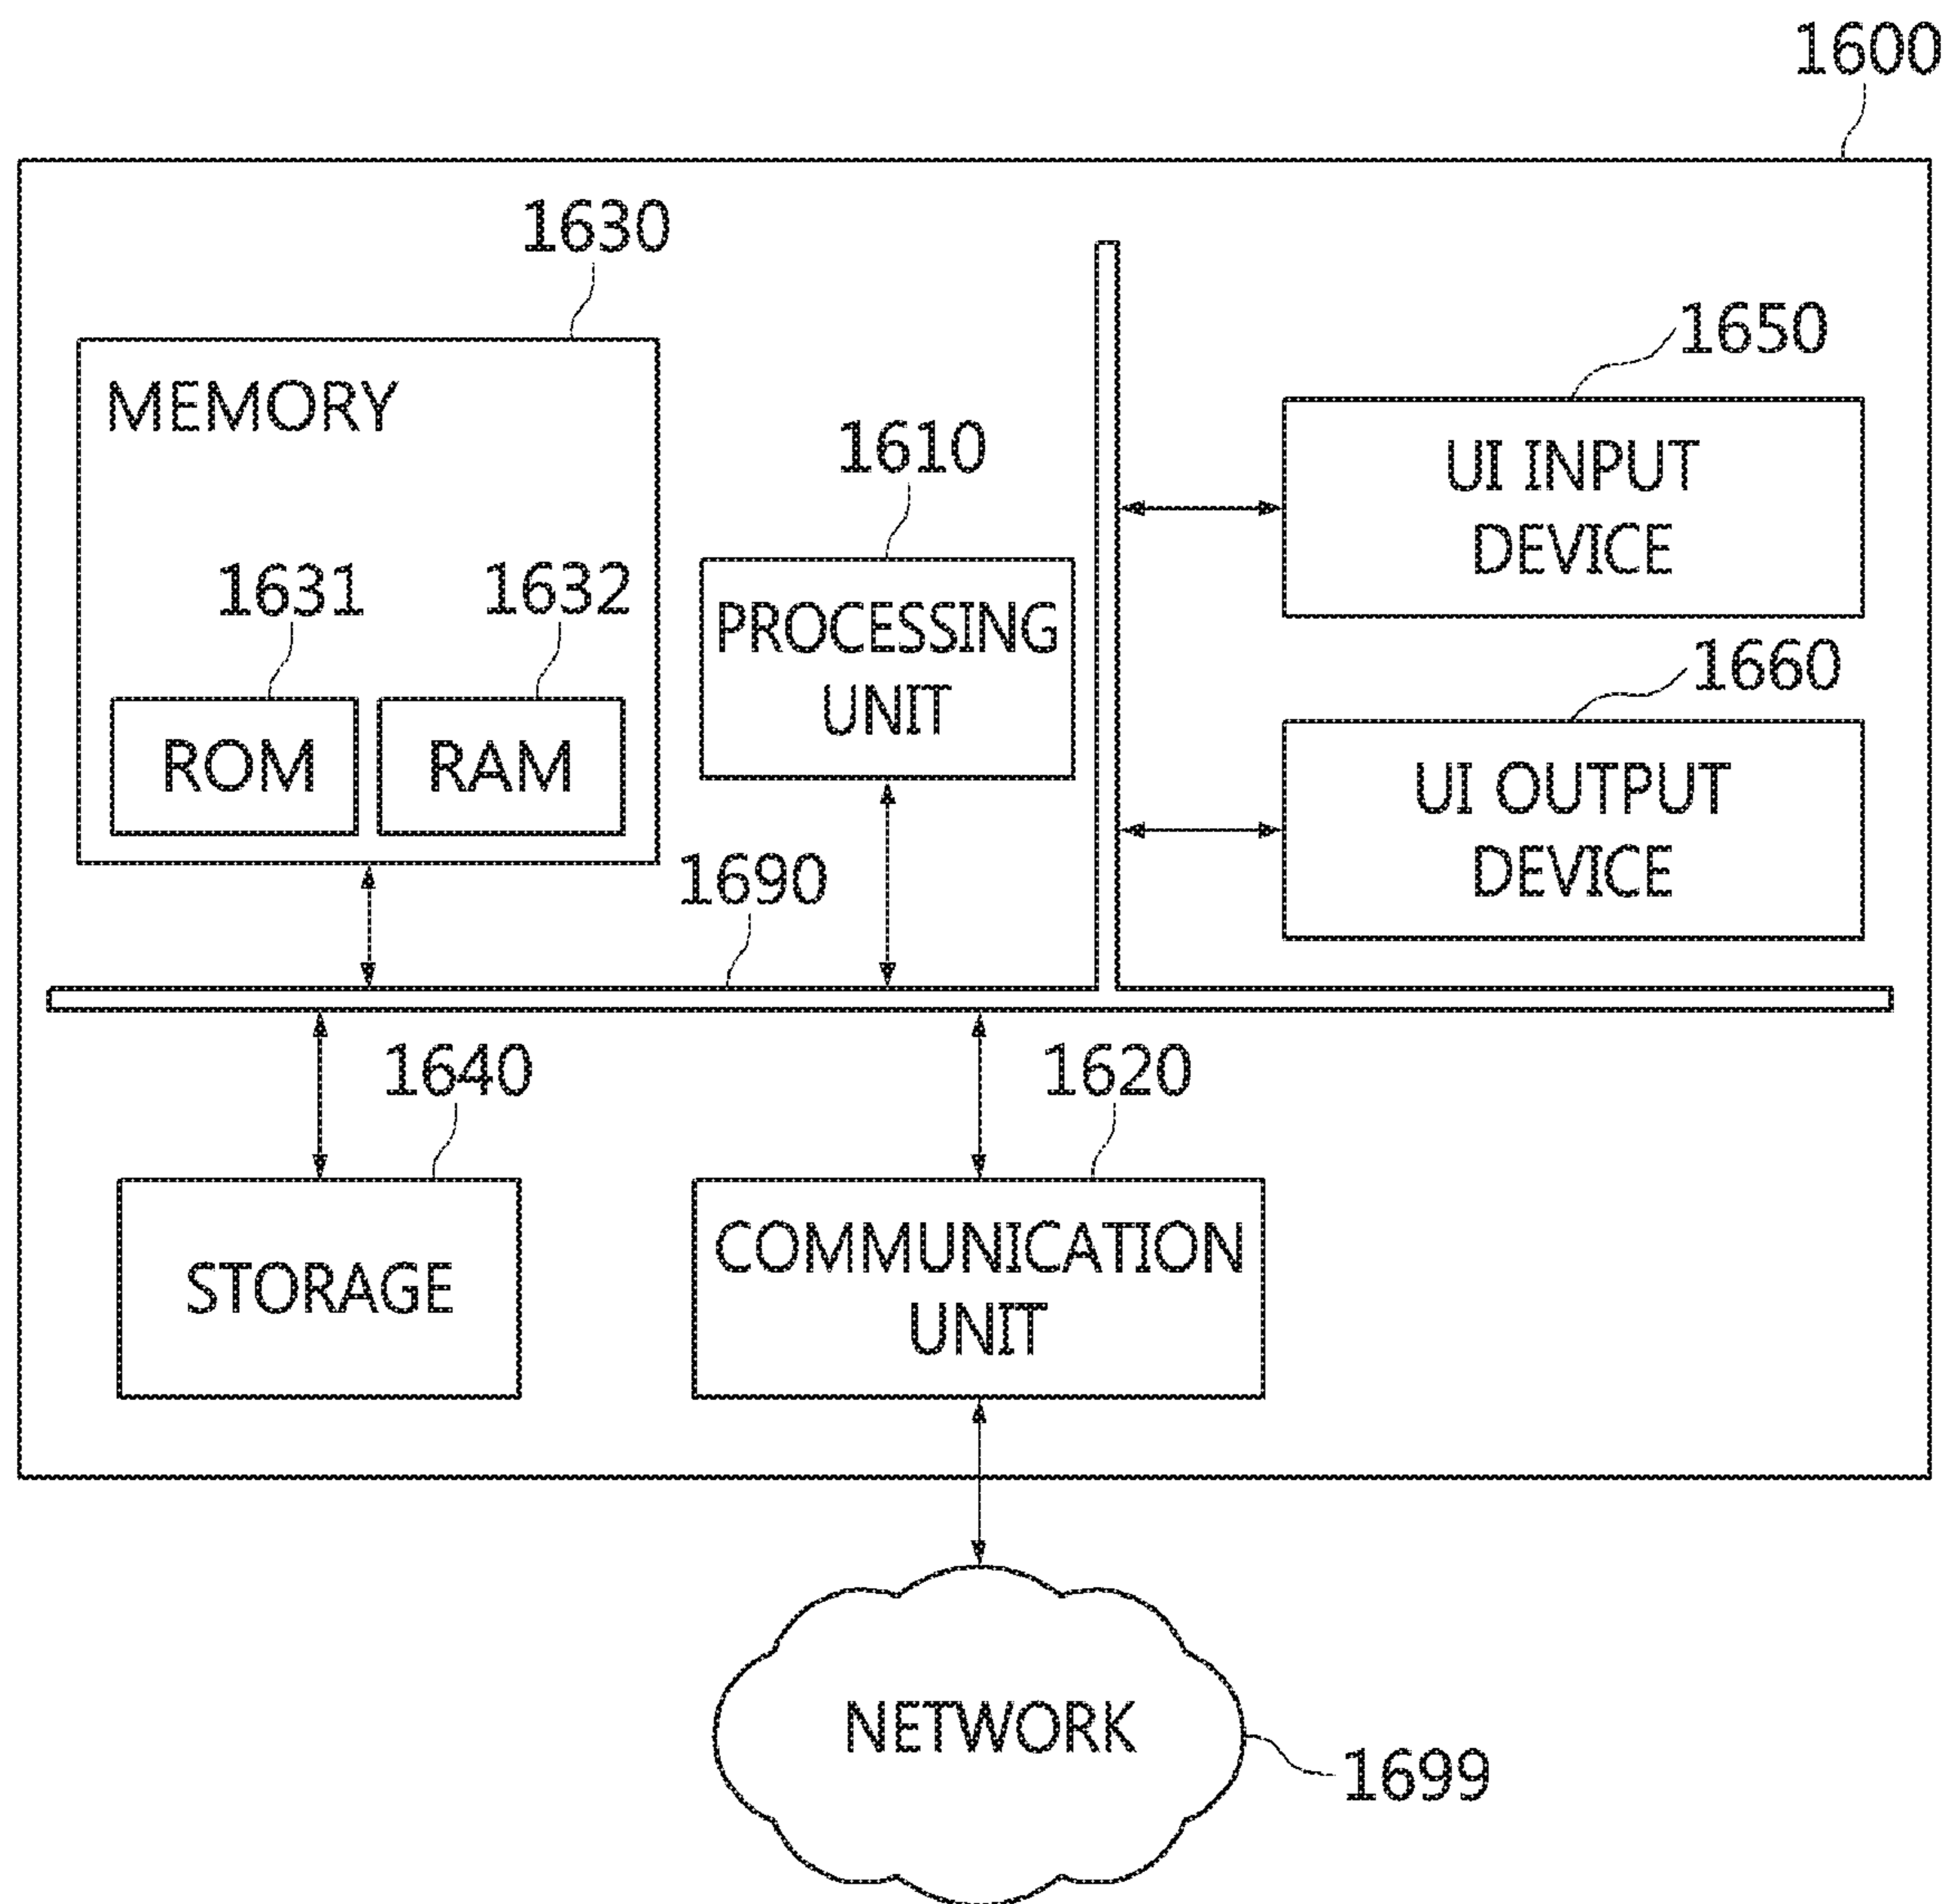 1600
1630
MEMORY
1650
1610
UI INPUT
DEVICE
1631
1632
PROCESSING
UNIT
1660
ROM
RAM
UI OUTPUT
DEVICE
1690
1640
1620
STORAGE
COMMUNICATION
UNIT
NETWORK
1699